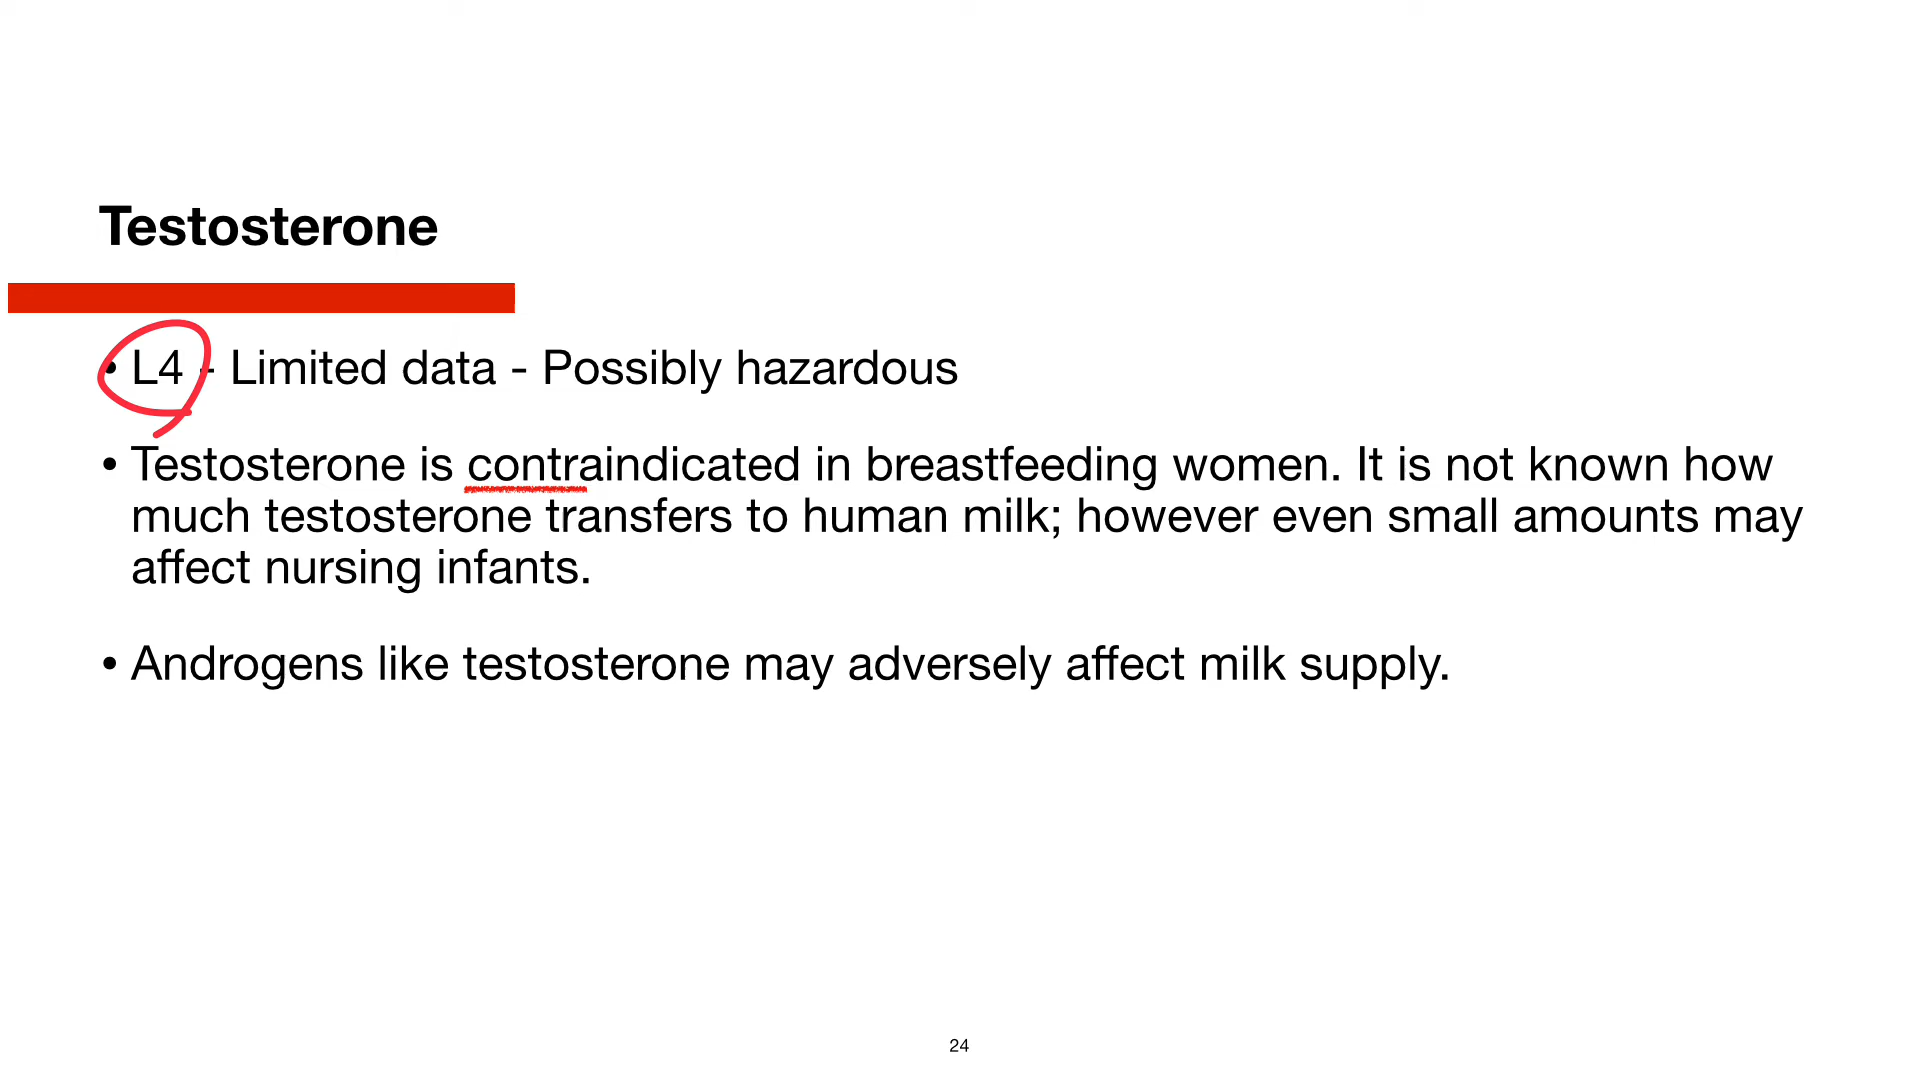 Testosterone
• L4 - Limited data - Possibly hazardous
• Testosterone is contraindicated in breastfeeding women. It is not known how
much testosterone transfers to human milk; however even small amounts may
affect nursing infants.
• Androgens like testosterone may adversely affect milk supply.
24